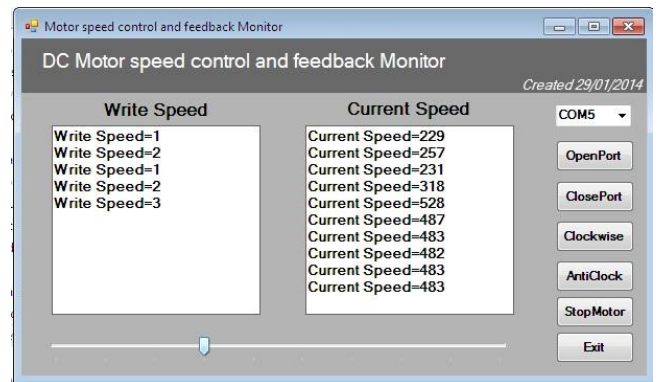 Motor speed control and feedback Monitor
DC Motor speed control and feedback Monitor
Created 29/01/2014
Write Speed
Write Speed=1
Write Speed=2
Write Speed=1
Write Speed=2
Write Speed=3
Current Speed
Current Speed=229
Current Speed=257
Current Speed=231
Current Speed=318
Current Speed=528
Current Speed=487
Current Speed=483
Current Speed=482
Current Speed=483
Current Speed=483
COM5
OpenPort
ClosePort
Clockwise
AntiClock
StopMotor
Exit